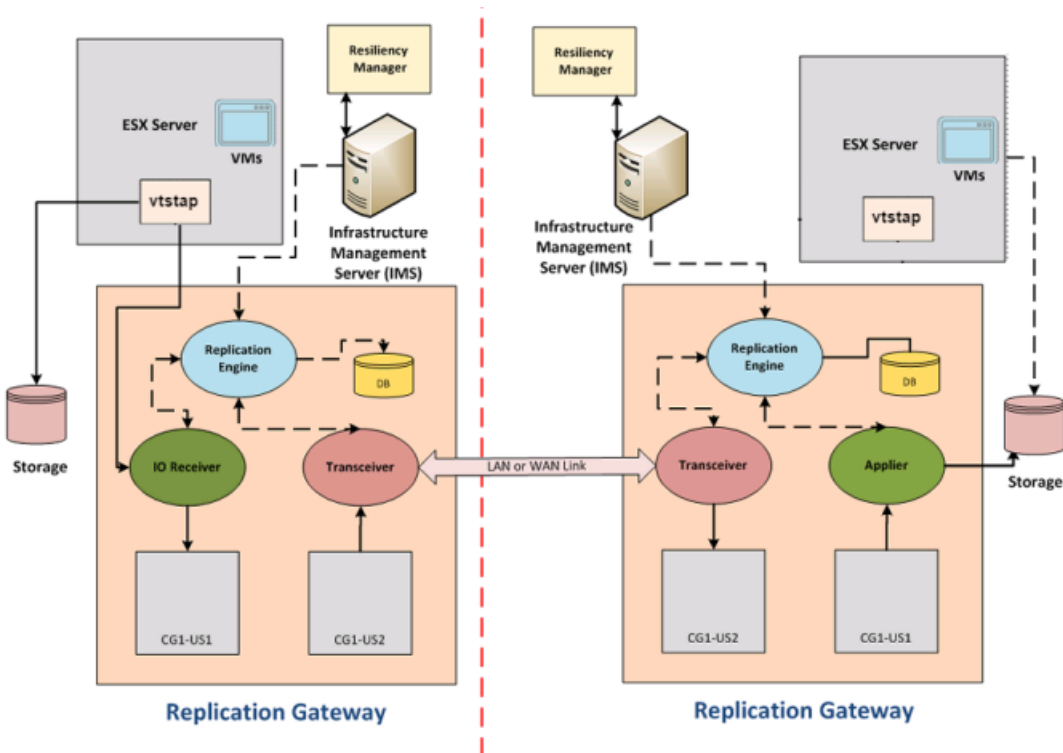 Resiliency
Manager
ESX Server
VMs
vtstap
Infrastructure
Management
Server (IMS)
Replication
Engine
DB
Storage
IO Receiver
Transceiver
CG1-US1
CG1-US2
Replication Gateway
LAN or WAN Link
Resiliency
Manager
ESX Server
VMs
vtstap
Infrastructure
Management
Server (IMS)
Replication
Engine
DB
Transceiver
Applier
Storage
CG1-US2
CG1-US1
Replication Gateway